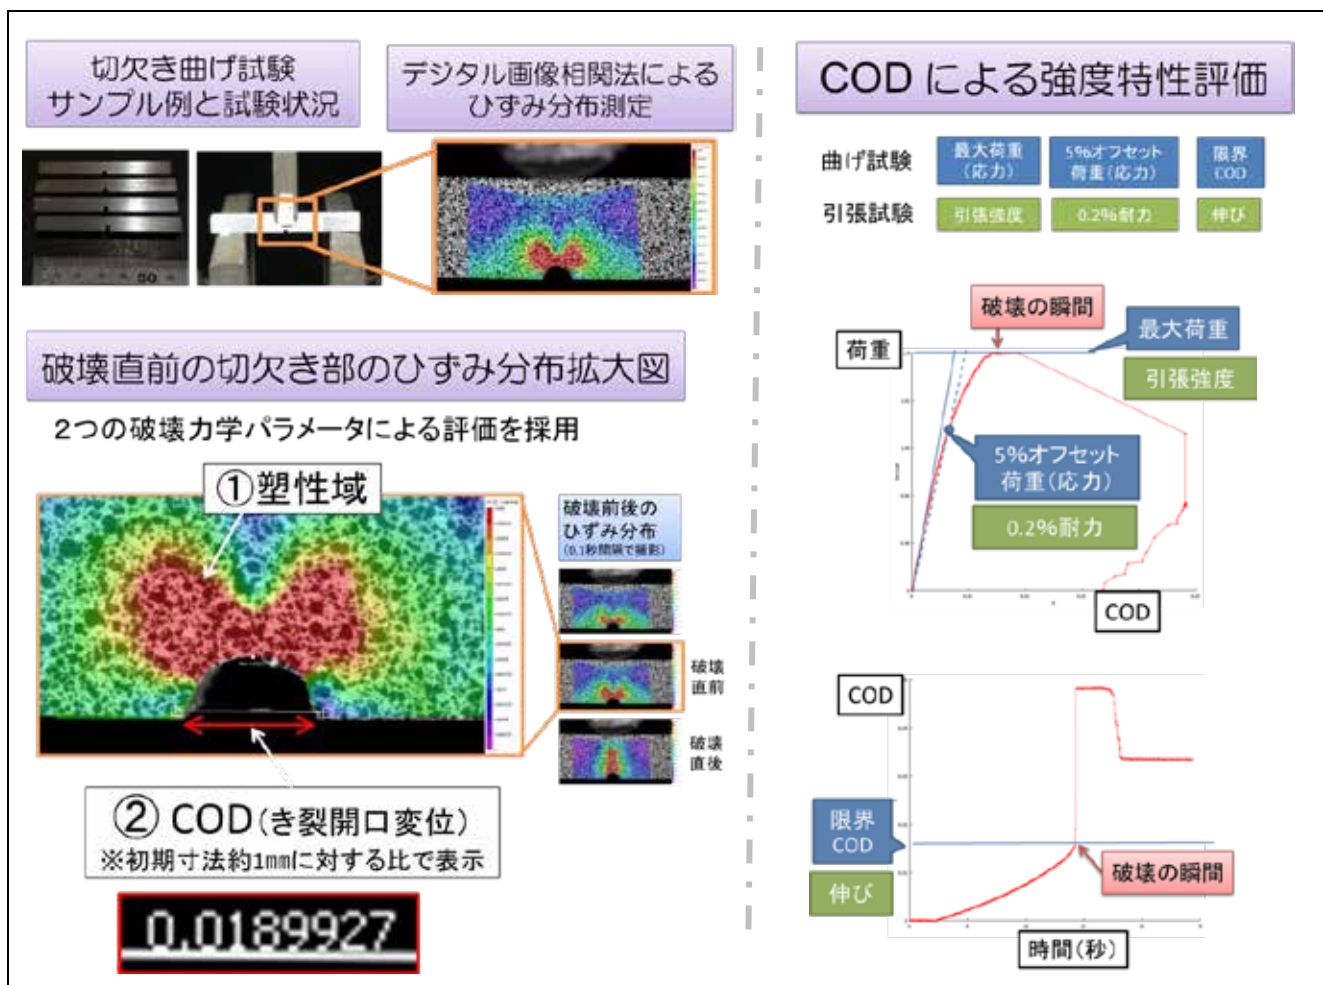 切欠き曲げ試験
サンプル例と試験状況
デジタル画像相関法による
ひずみ分布測定
50
破壊直前の切欠き部のひずみ分布拡大図
2つの破壊力学パラメータによる評価を採用
①塑性域
破壊前後の
ひずみ分布
(0.1秒間隔で撮影)
破壊
直前
破壊
直後
② COD(き裂開口変位)
※初期寸法約1㎜に対する比で表示
0.0189927
CODによる強度特性評価
曲げ試験
最大荷重
(応力)
5%オフセット
荷重(応力)
限界
COD
引張試験
引張強度
0.2%耐力
伸び
破壊の瞬間
荷重
最大荷重
引張強度
5%オフセット
荷重(応力)
0.2%耐力
COD
COD
限界
COD
伸び
破壊の瞬間
時間(秒)